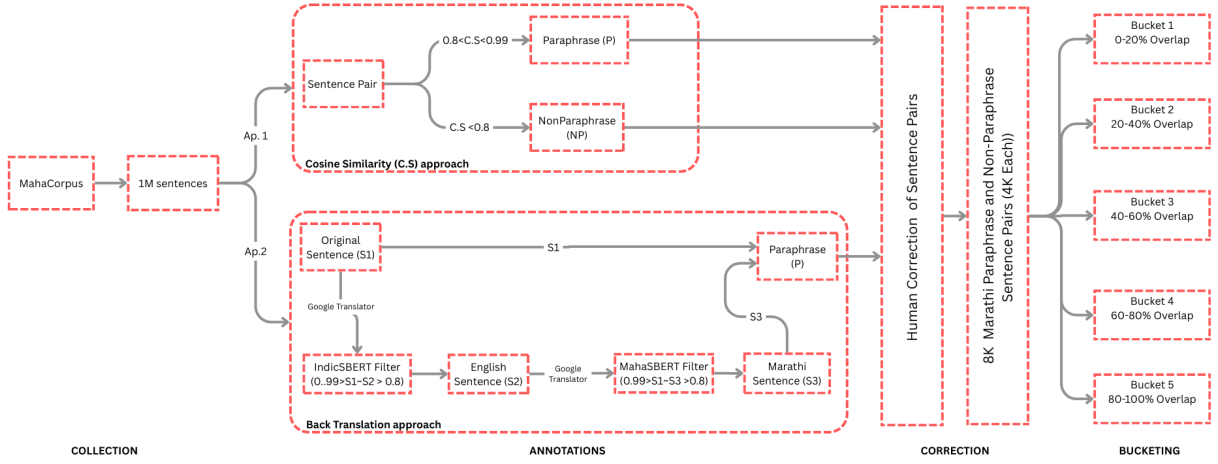 MahaCorpus
1M sentences
Ap. 1
Ap.2
Sentence Pair
0.8<C.S<0.99
C.S <0.8
Paraphrase (P)
NonParaphrase
(NP)
Cosine Similarity (C.S) approach
Original
Sentence (S1)
S1
Paraphrase
(P)
Google Translator
S3
IndicSBERT Filter
(0..99>S1~S2 > 0.8)
English
Sentence (S2)
Google
Translator
MahaSBERT Filter
(0.99>S1~S3 >0.8)
Marathi
Sentence (S3)
Back Translation approach
Human Correction of Sentence Pairs
8K Marathi Paraphrase and Non-Paraphrase
Sentence Pairs (4K Each))
Bucket 1
0-20% Overlap
Bucket 2
20-40% Overlap
Bucket 3
40-60% Overlap
Bucket 4
60-80% Overlap
Bucket 5
80-100% Overlap
COLLECTION
ANNOTATIONS
CORRECTION
BUCKETING